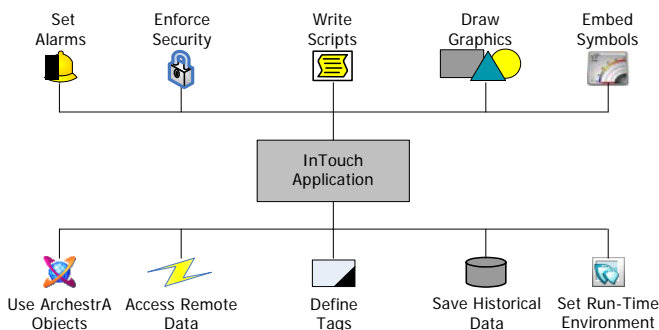 Set
Alarms
Enforce
Security
Write
Scripts
Draw
Graphics
Embed
Symbols
InTouch
Application
Use ArchestrA
Objects
Access Remote
Data
Define
Tags
Save Historical
Data
Set Run-Time
Environment